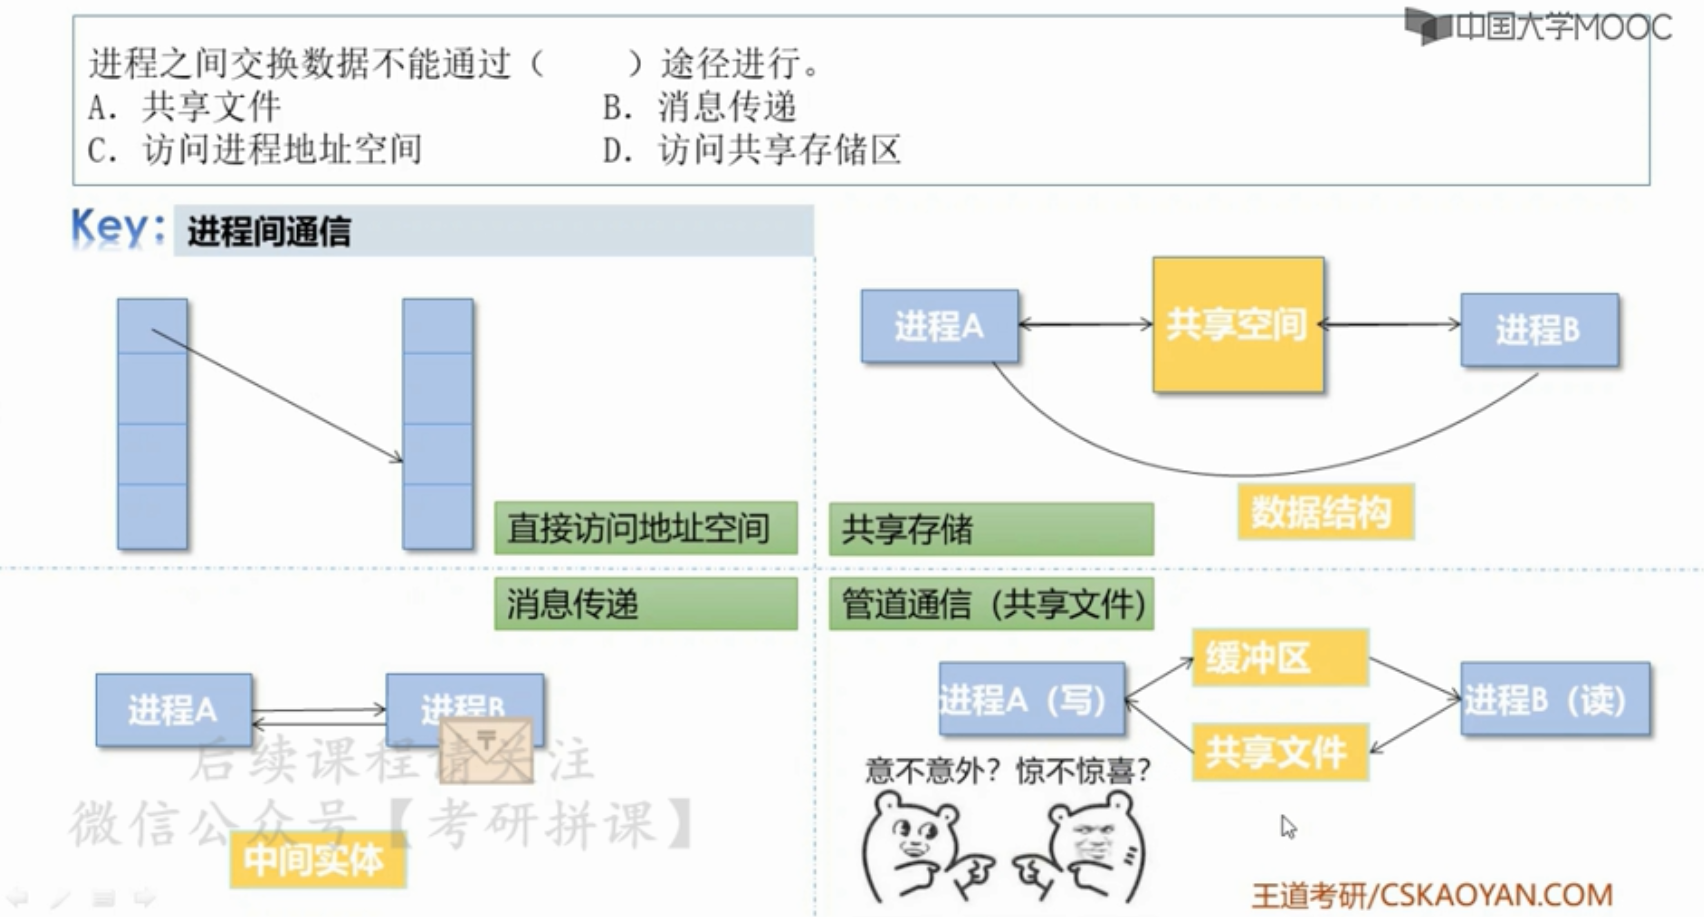 中国大学MOOC
进程之间交换数据不能通过（　　）途径进行。
A. 共享文件　　B. 消息传递
C. 访问进程地址空间　　D. 访问共享存储区
Key: 进程间通信
进程A
共享空间
进程B
数据结构
直接访问地址空间
共享存储
消息传递
管道通信（共享文件）
进程A
进程B
〒
中间实体
缓冲区
进程A（写）
进程B（读）
共享文件
意不意外？惊不惊喜？
后续课程请关注
微信公众号【考研拼课】
王道考研/CSKAOYAN.COM